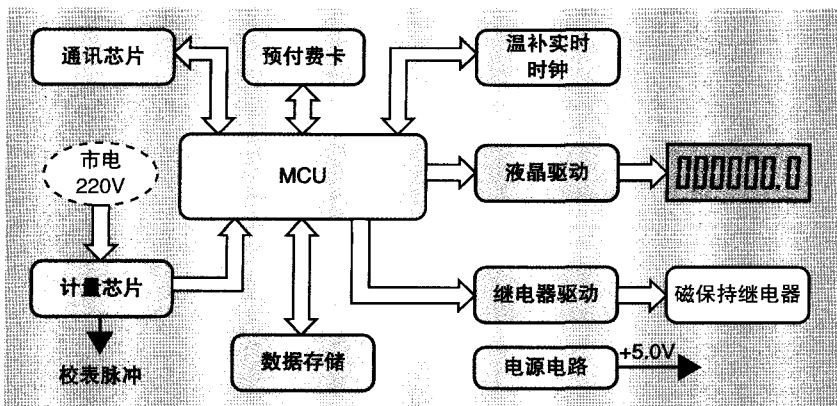 通讯芯片
预付费卡
温补实时
时钟
市电
220V
MCU
液晶驱动
000000.0
计量芯片
继电器驱动
磁保持继电器
校表脉冲
数据存储
电源电路
+5.0V